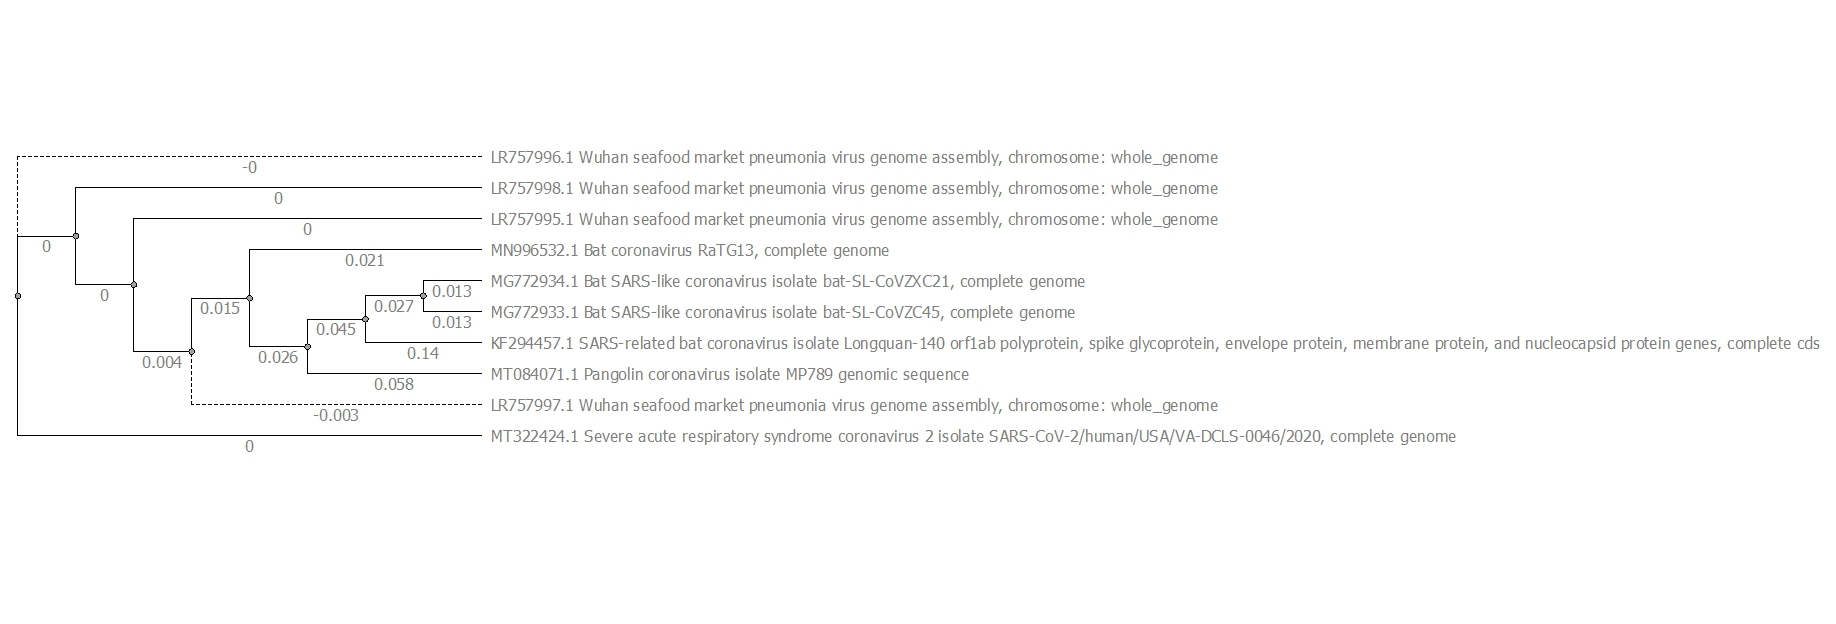 LR757996.1 Wuhan seafood market pneumonia virus genome assembly, chromosome: whole_genome
-0
LR757998.1 Wuhan seafood market pneumonia virus genome assembly, chromosome: whole_genome
0
LR757995.1 Wuhan seafood market pneumonia virus genome assembly, chromosome: whole_genome
0
0
MN996532.1 Bat coronavirus RaTG13, complete genome
0.021
MG772934.1 Bat SARS-like coronavirus isolate bat-SL-CoVZXC21, complete genome
0.013
0
0.027
0.015
MG772933.1 Bat SARS-like coronavirus isolate bat-SL-CoVZC45, complete genome
0.013
0.045
KF294457.1 SARS-related bat coronavirus isolate Longquan-140 orf1ab polyprotein, spike glycoprotein, envelope protein, membrane protein, and nucleocapsid protein genes, complete cds
0.14
0.026
0.004
MT084071.1 Pangolin coronavirus isolate MP789 genomic sequence
0.058
LR757997.1 Wuhan seafood market pneumonia virus genome assembly, chromosome: whole_genome
-0.003
MT322424.1 Severe acute respiratory syndrome coronavirus 2 isolate SARS-CoV-2/human/USA/VA-DCLS-0046/2020, complete genome
0